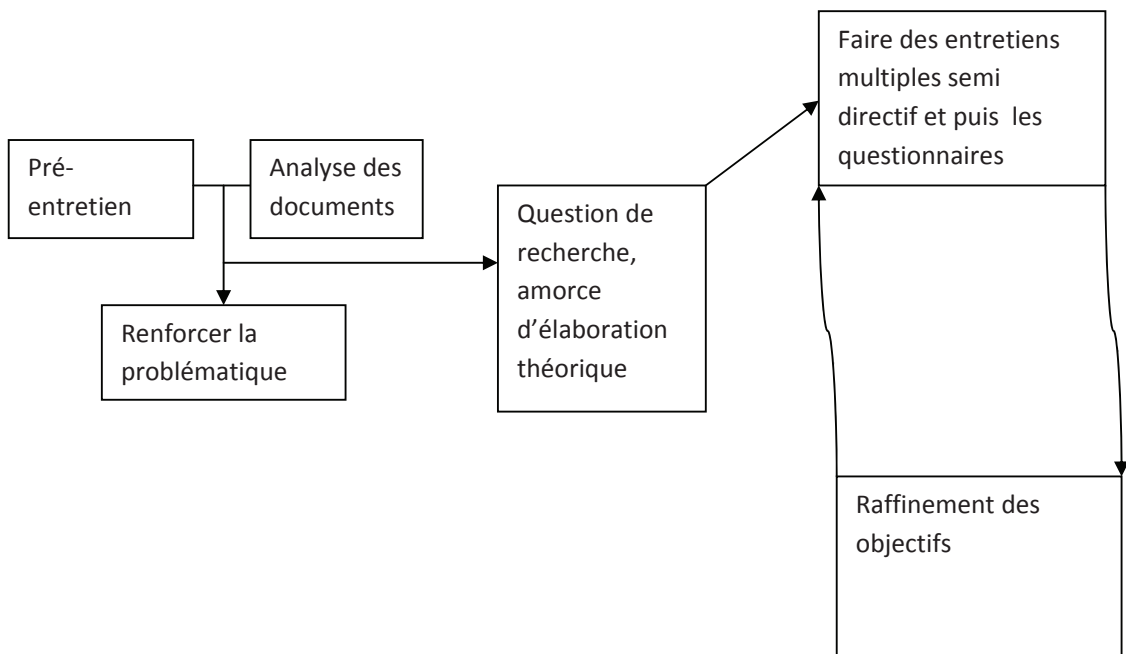 Pré-
entretien
Analyse des
documents
Renforcer la
problématique
Question de
recherche,
amorce
d’élaboration
théorique
Faire des entretiens
multiples semi
directif et puis les
questionnaires
Raffinement des
objectifs